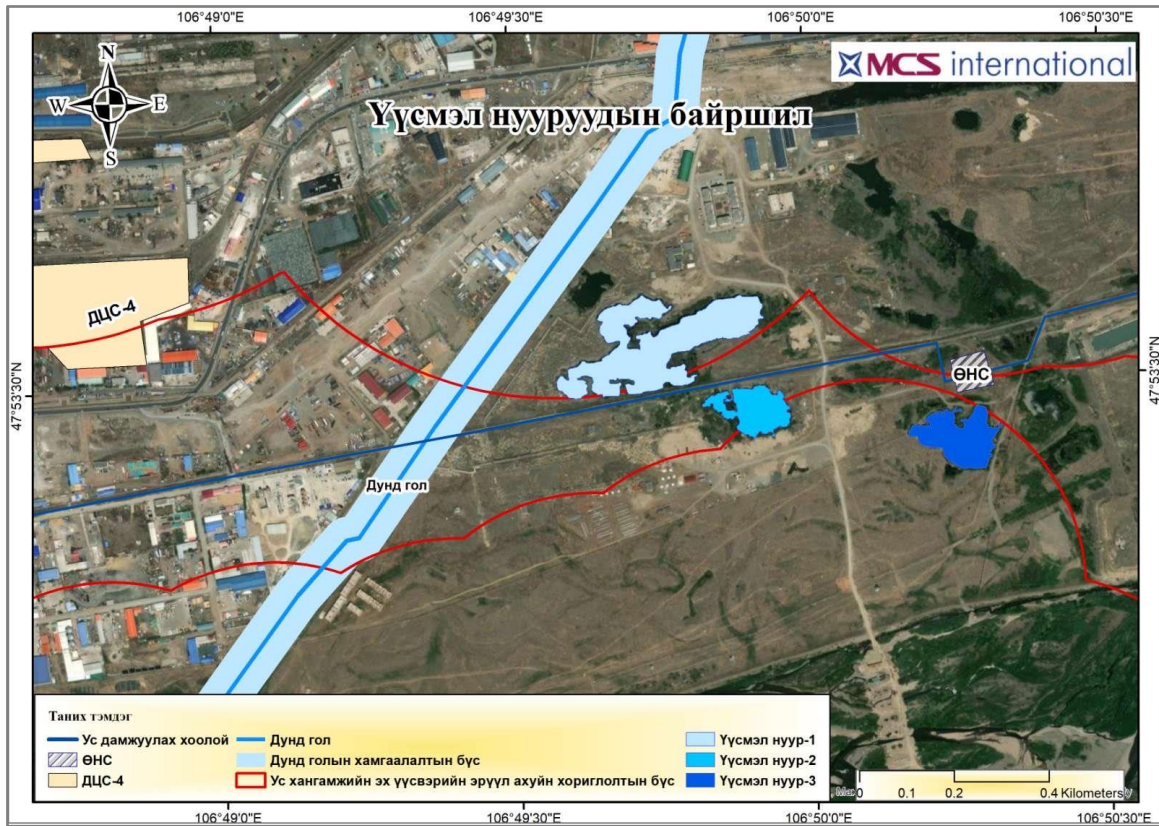 106°49'0"E 106°49'30"E 106°50'0"E 106°50'30"E
N
W E
S
MCS international
Үүсмэл нууруудын байршил
ДЦС-4
ӨНС
47°53'30"N 47°53'30"N
Дунд гол
Таних тэмдэг
Ус дамжуулах хоолой Дунд гол Үүсмэл нуур-1
ӨНС Дунд голын хамгаалалтын бүс Үүсмэл нуур-2
ДЦС-4 Ус хангамжийн эх үүсвэрийн эрүүл ахуйн хориглолтын бүс Үүсмэл нуур-3
0 0.1 0.2 0.4 Kilometers
106°49'0"E 106°49'30"E 106°50'0"E 106°50'30"E